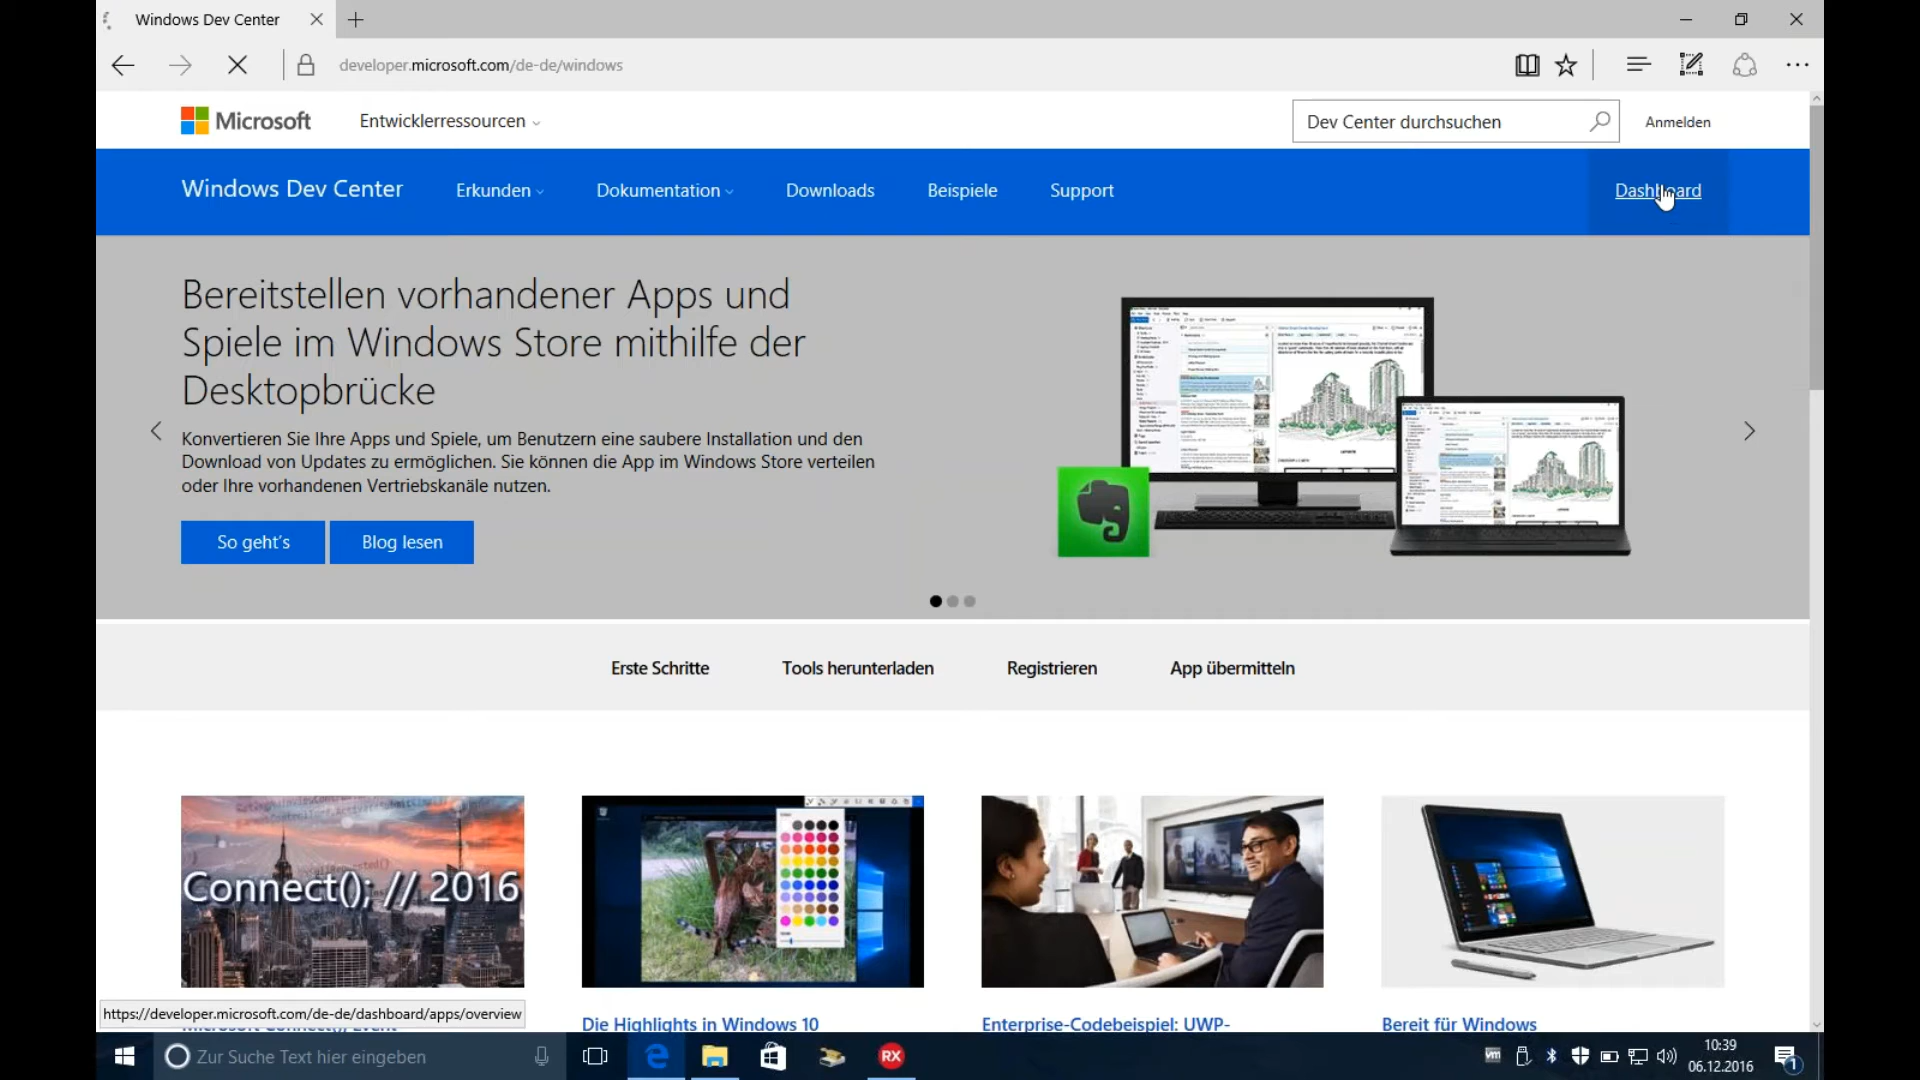 Windows Dev Center
developer.microsoft.com/de-de/windows
Microsoft
Entwicklerressourcen
Dev Center durchsuchen
Anmelden
Windows Dev Center
Erkunden
Dokumentation
Downloads
Beispiele
Support
Dashboard
Bereitstellen vorhandener Apps und
Spiele im Windows Store mithilfe der
Desktopbrücke
Konvertieren Sie Ihre Apps und Spiele, um Benutzern eine saubere Installation und den
Download von Updates zu ermöglichen. Sie können die App im Windows Store verteilen
oder Ihre vorhandenen Vertriebskanäle nutzen.
So geht's
Blog lesen
Erste Schritte
Tools herunterladen
Registrieren
App übermitteln
Connect(); // 2016
https://developer.microsoft.com/de-de/dashboard/apps/overview
Die Highlights in Windows 10
Enterprise-Codebeispiel: UWP-
Bereit für Windows
Zur Suche Text hier eingeben
RX
vm
10:39
06.12.2016
1